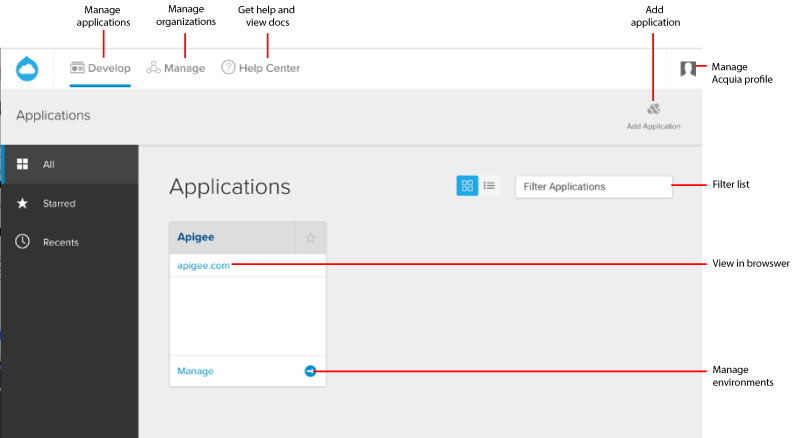 Manage
applications
Manage
organizations
Get help and
view docs
Add
application
Develop
Manage
Help Center
Manage
Acquia profile
Applications
Add Application
All
Starred
Recents
Applications
Filter Applications
Filter list
Apigee
apigee.com
View in browswer
Manage
Manage
environments